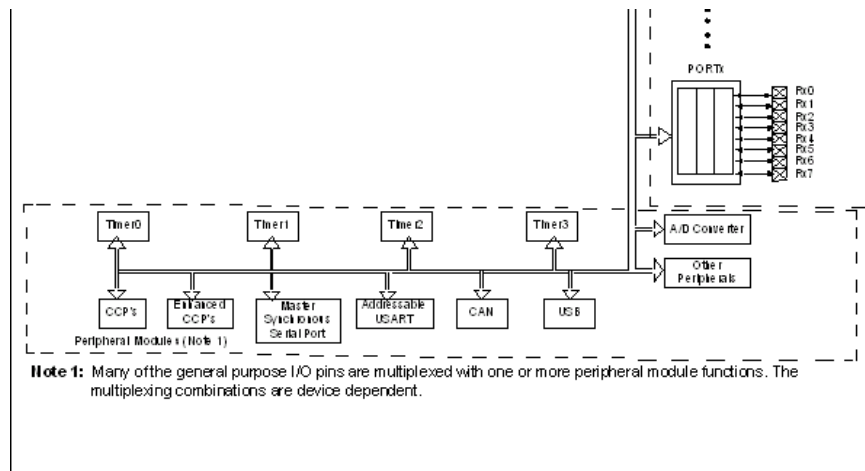 PORTx
Rx0
Rx1
Rx2
Rx3
Rx4
Rx5
Rx6
Rx7
Timer0
Timer1
Timer2
Timer3
A/D Converter
Other
Peripherals
CCP's
Enhanced
CCP's
Master
Synchronous
Serial Port
Addressable
USART
CAN
USB
Peripheral Modules (Note 1)
Note 1: Many of the general purpose I/O pins are multiplexed with one or more peripheral module functions. The
multiplexing combinations are device dependent.